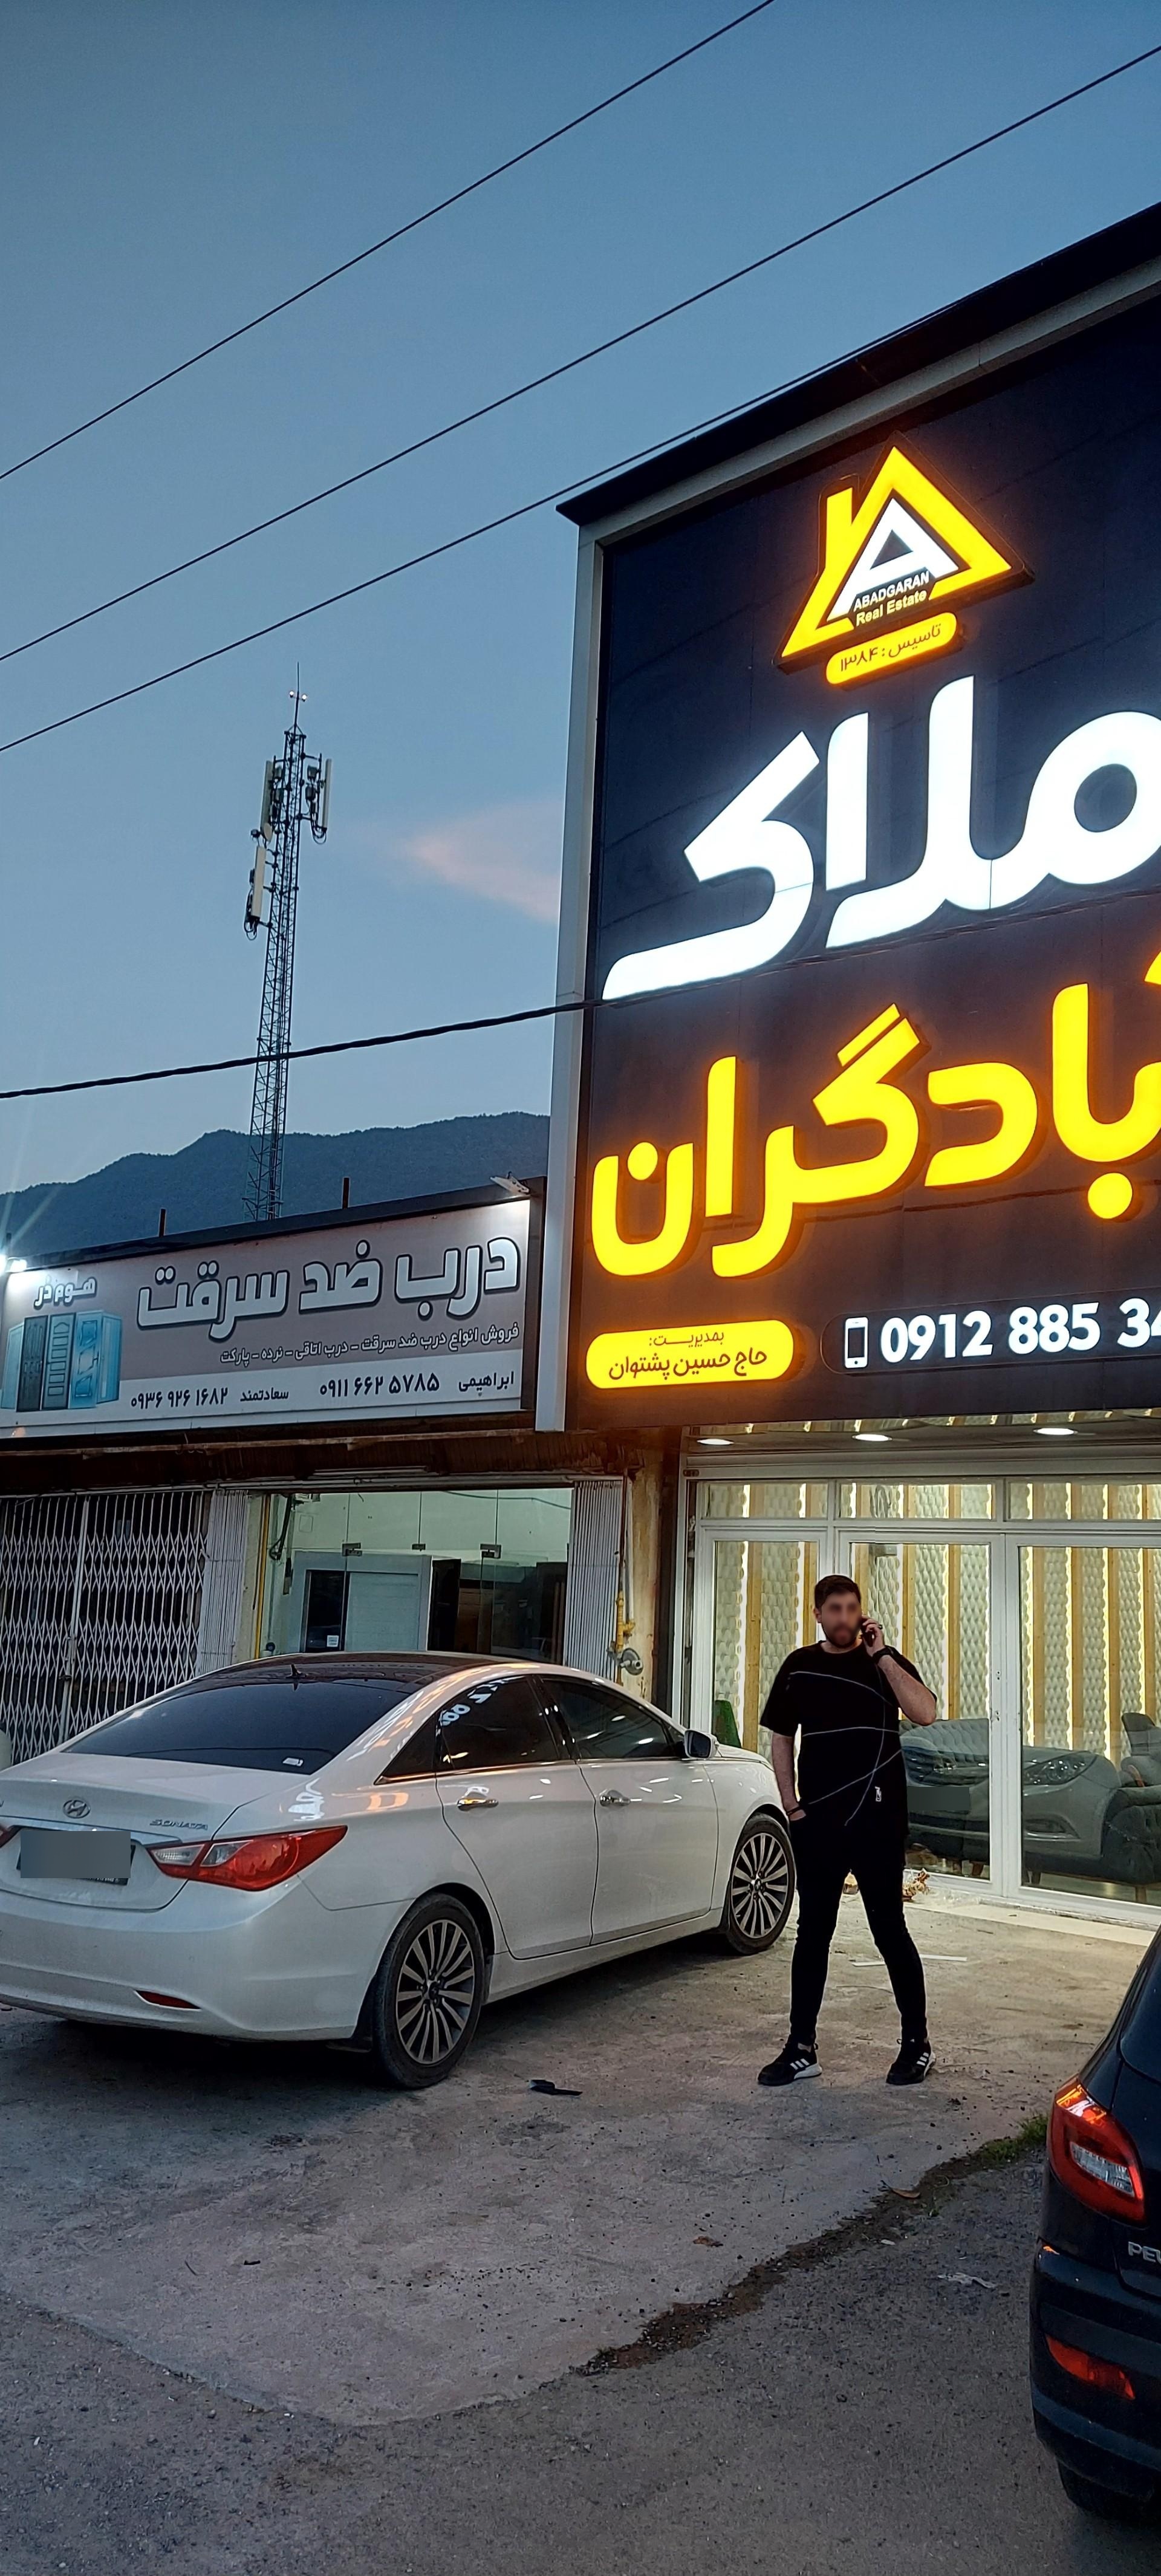 A
ABADGARAN
Real Estate
تاسیس : ۱۳۸۴
ملاک
بادگران
بمدیریت:
حاج حسین پشتوان
0912 885 34
هوم در
درب ضد سرقت
فروش انواع درب ضد سرقت - درب اتاقی - نرده - پارکت
ابراهیمی ۰۹۱۱ ۶۶۲ ۵۷۸۵ سعادتمند ۰۹۳۶ ۹۲۶ ۱۶۸۲
SONATA
PEU